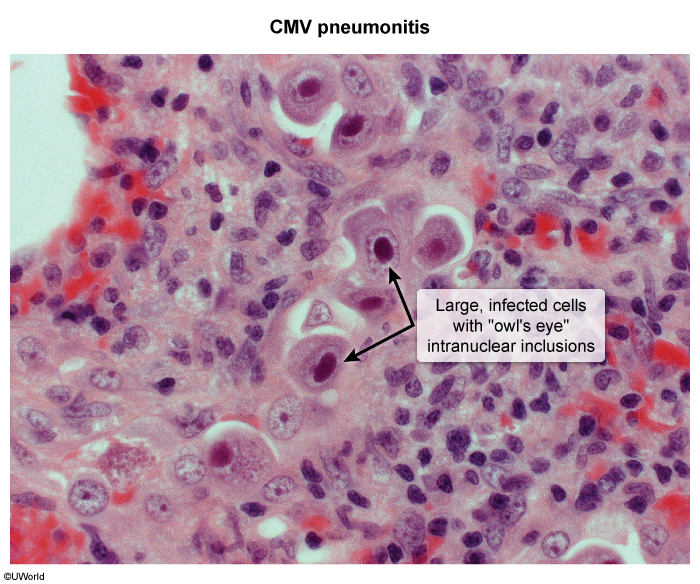 CMV pneumonitis
Large, infected cells
with "owl's eye"
intranuclear inclusions
©UWorld